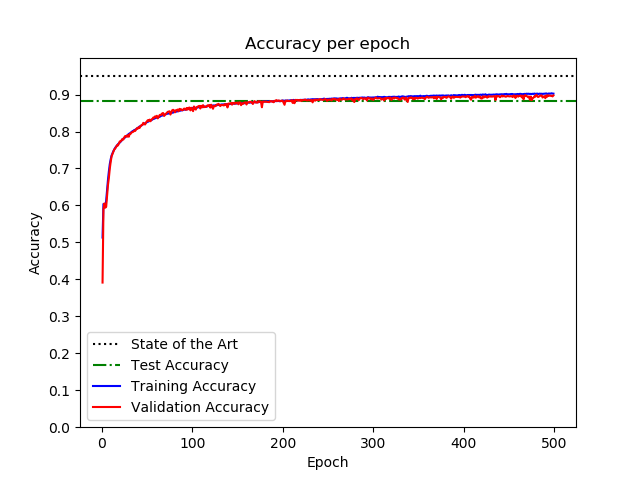 Accuracy per epoch
Accuracy
0.9
0.8
0.7
0.6
0.5
0.4
0.3
0.2
0.1
0.0
State of the Art
Test Accuracy
Training Accuracy
Validation Accuracy
0 100 200 300 400 500
Epoch